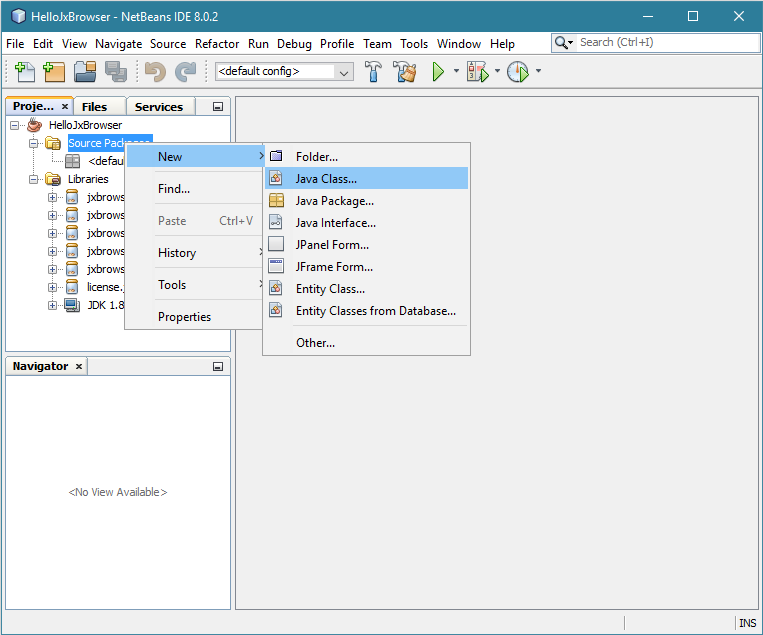 HelloJxBrowser - NetBeans IDE 8.0.2
File Edit View Navigate Source Refactor Run Debug Profile Team Tools Window Help
Search (Ctrl+I)
<default config>
Proje... × Files Services
HelloJxBrowser
Source Packages
<defau
Libraries
jxbrows
jxbrows
jxbrows
jxbrows
jxbrows
license.
JDK 1.8
New
Find...
Paste Ctrl+V
History
Tools
Properties
Folder...
Java Class...
Java Package...
Java Interface...
JPanel Form...
JFrame Form...
Entity Class...
Entity Classes from Database...
Other...
Navigator ×
<No View Available>
INS